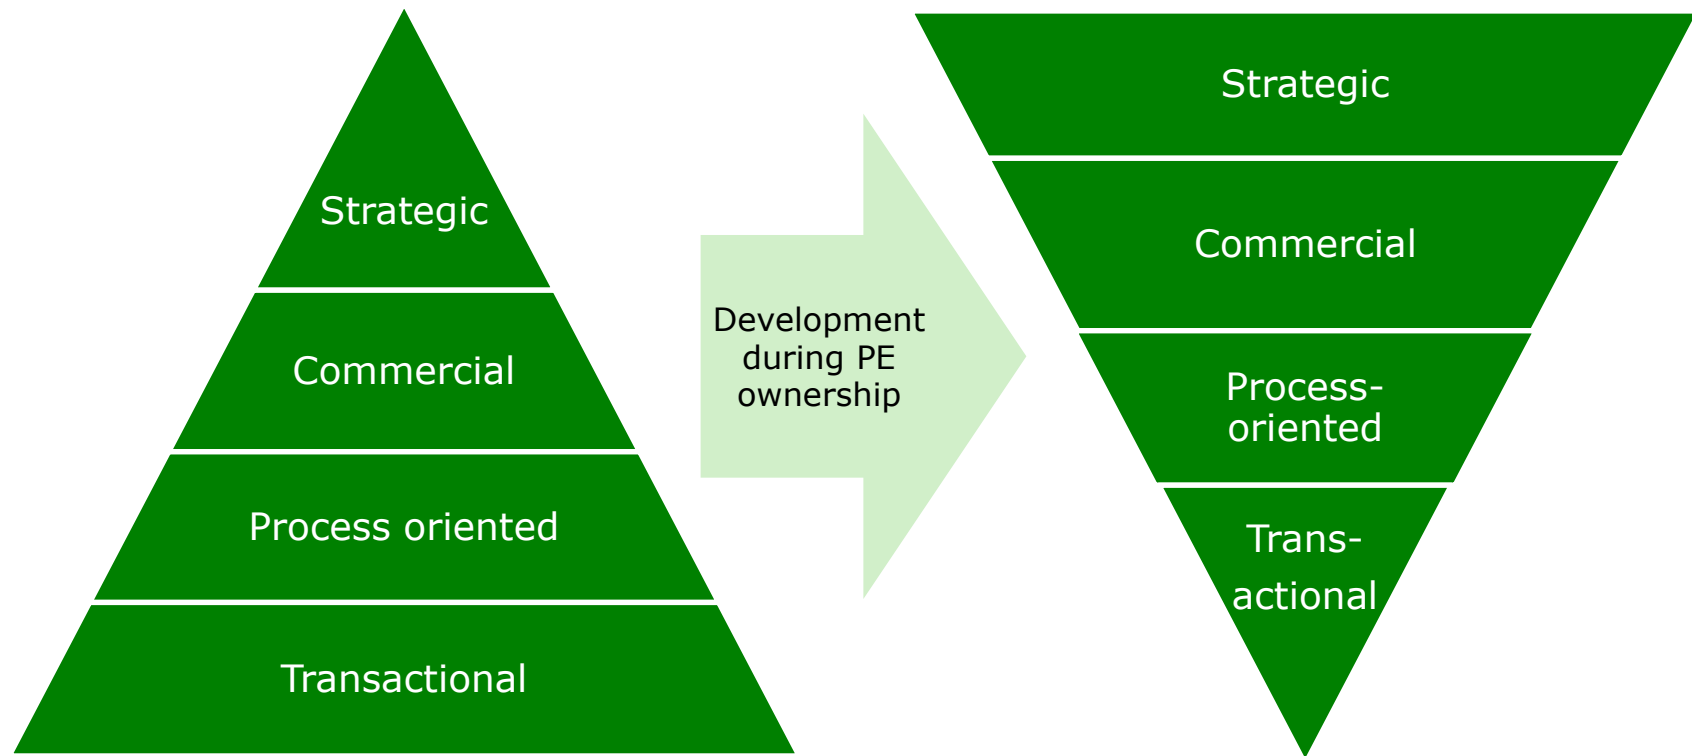 Strategic
Commercial
Process oriented
Transactional
Development
during PE
ownership
Strategic
Commercial
Process-
oriented
Trans-
actional